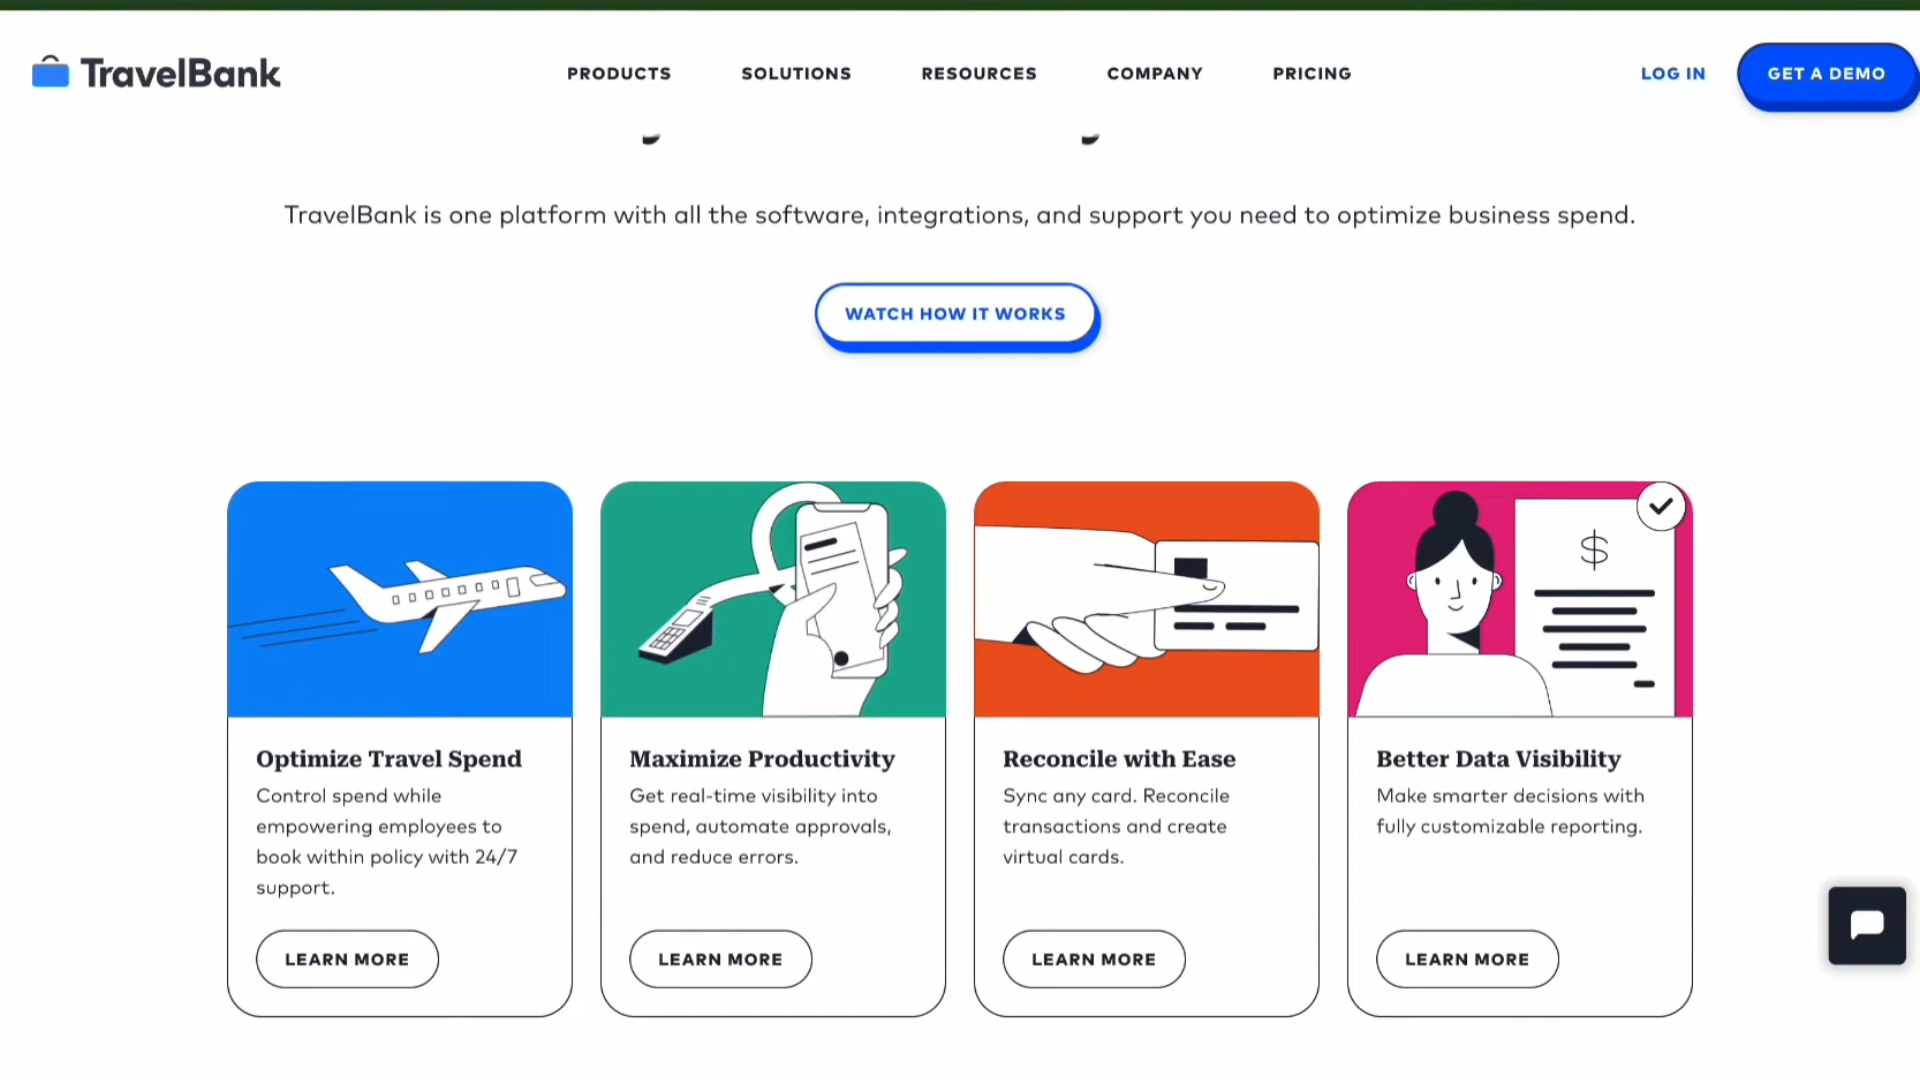 TravelBank
PRODUCTS
SOLUTIONS
RESOURCES
COMPANY
PRICING
LOG IN
GET A DEMO
TravelBank is one platform with all the software, integrations, and support you need to optimize business spend.
WATCH HOW IT WORKS
$
Optimize Travel Spend
Control spend while
empowering employees to
book within policy with 24/7
support.
LEARN MORE
Maximize Productivity
Get real-time visibility into
spend, automate approvals,
and reduce errors.
LEARN MORE
Reconcile with Ease
Sync any card. Reconcile
transactions and create
virtual cards.
LEARN MORE
Better Data Visibility
Make smarter decisions with
fully customizable reporting.
LEARN MORE